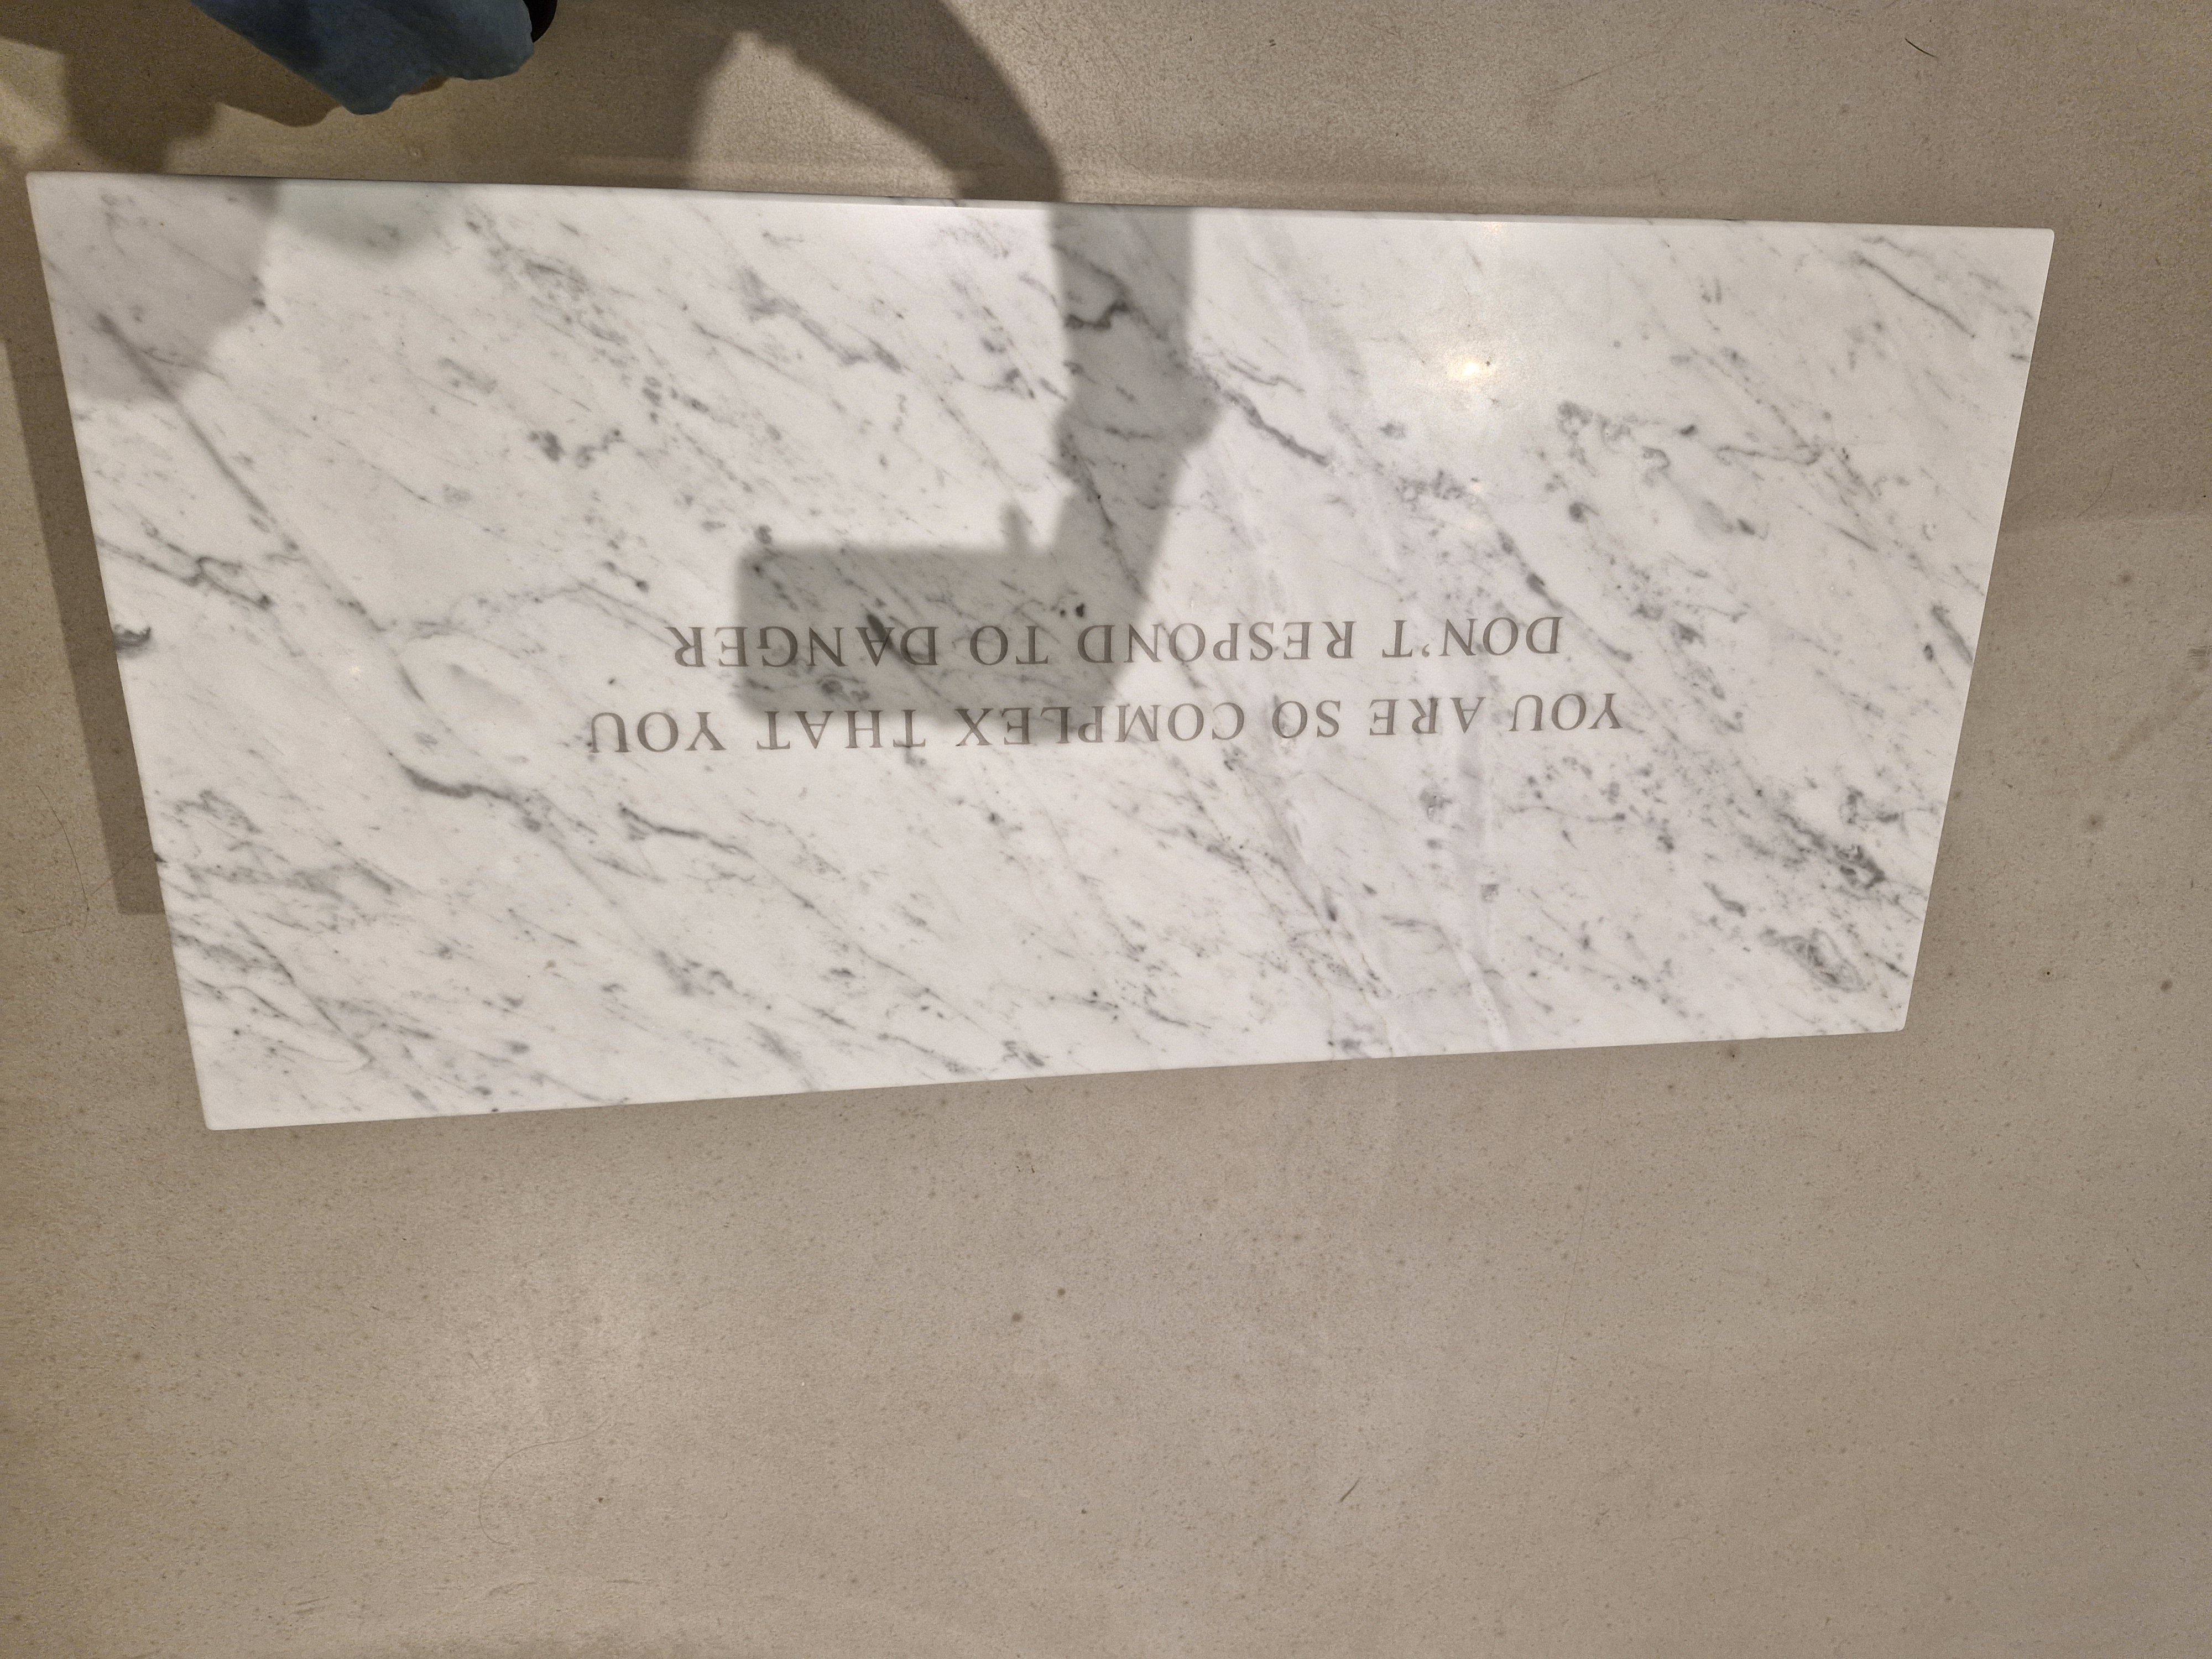 YOU ARE SO COMPLEX THAT YOU
DON'T RESPOND TO DANGER